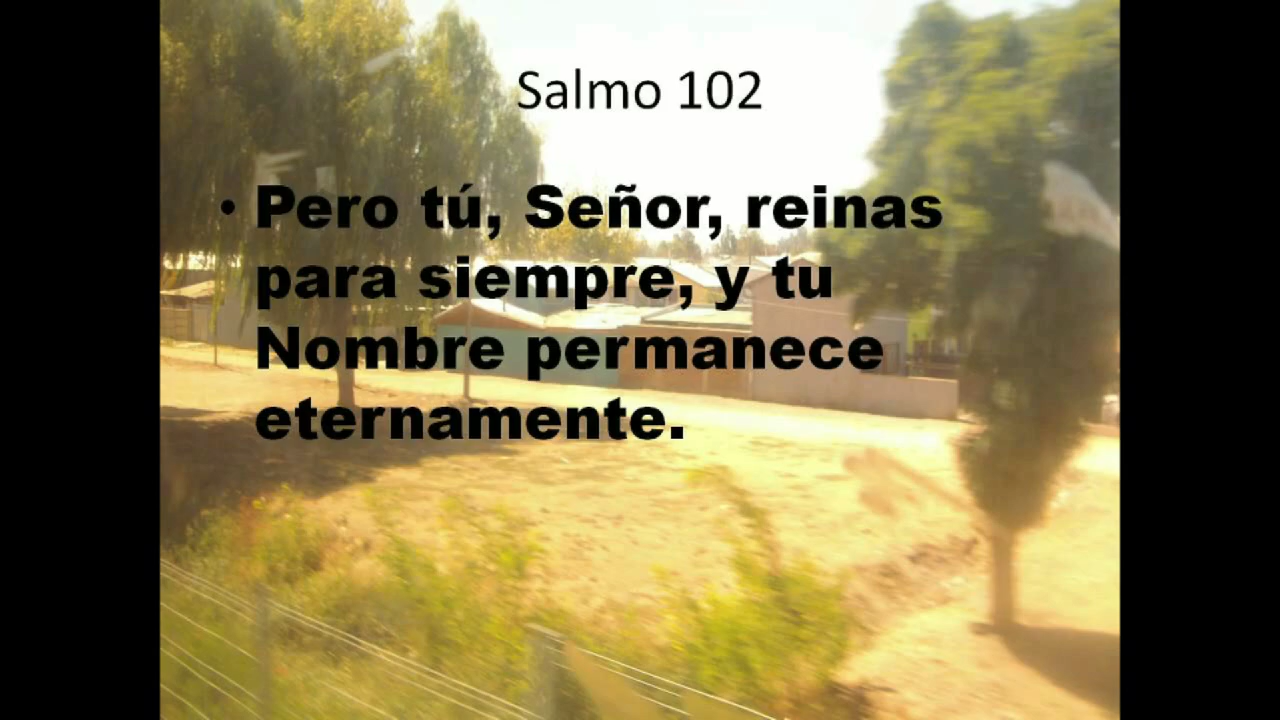 Salmo 102
• Pero tú, Señor, reinas
para siempre, y tu
Nombre permanece
eternamente.